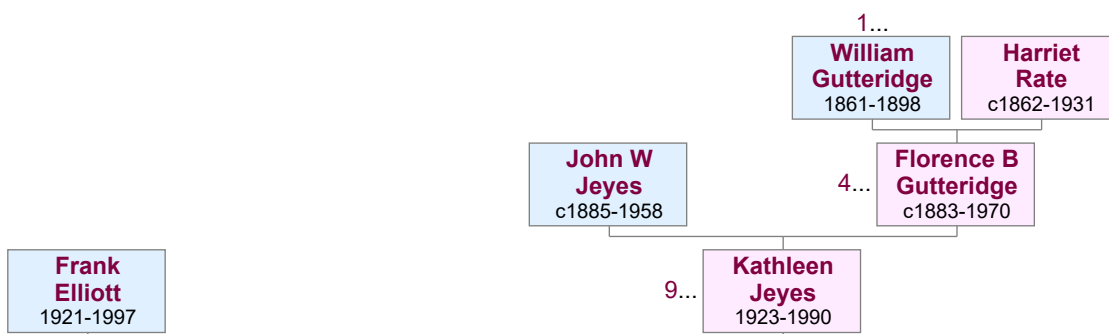 1...
William
Gutteridge
1861-1898
Harriet
Rate
c1862-1931
John W
Jeyes
c1885-1958
4...
Florence B
Gutteridge
c1883-1970
Frank
Elliott
1921-1997
9...
Kathleen
Jeyes
1923-1990